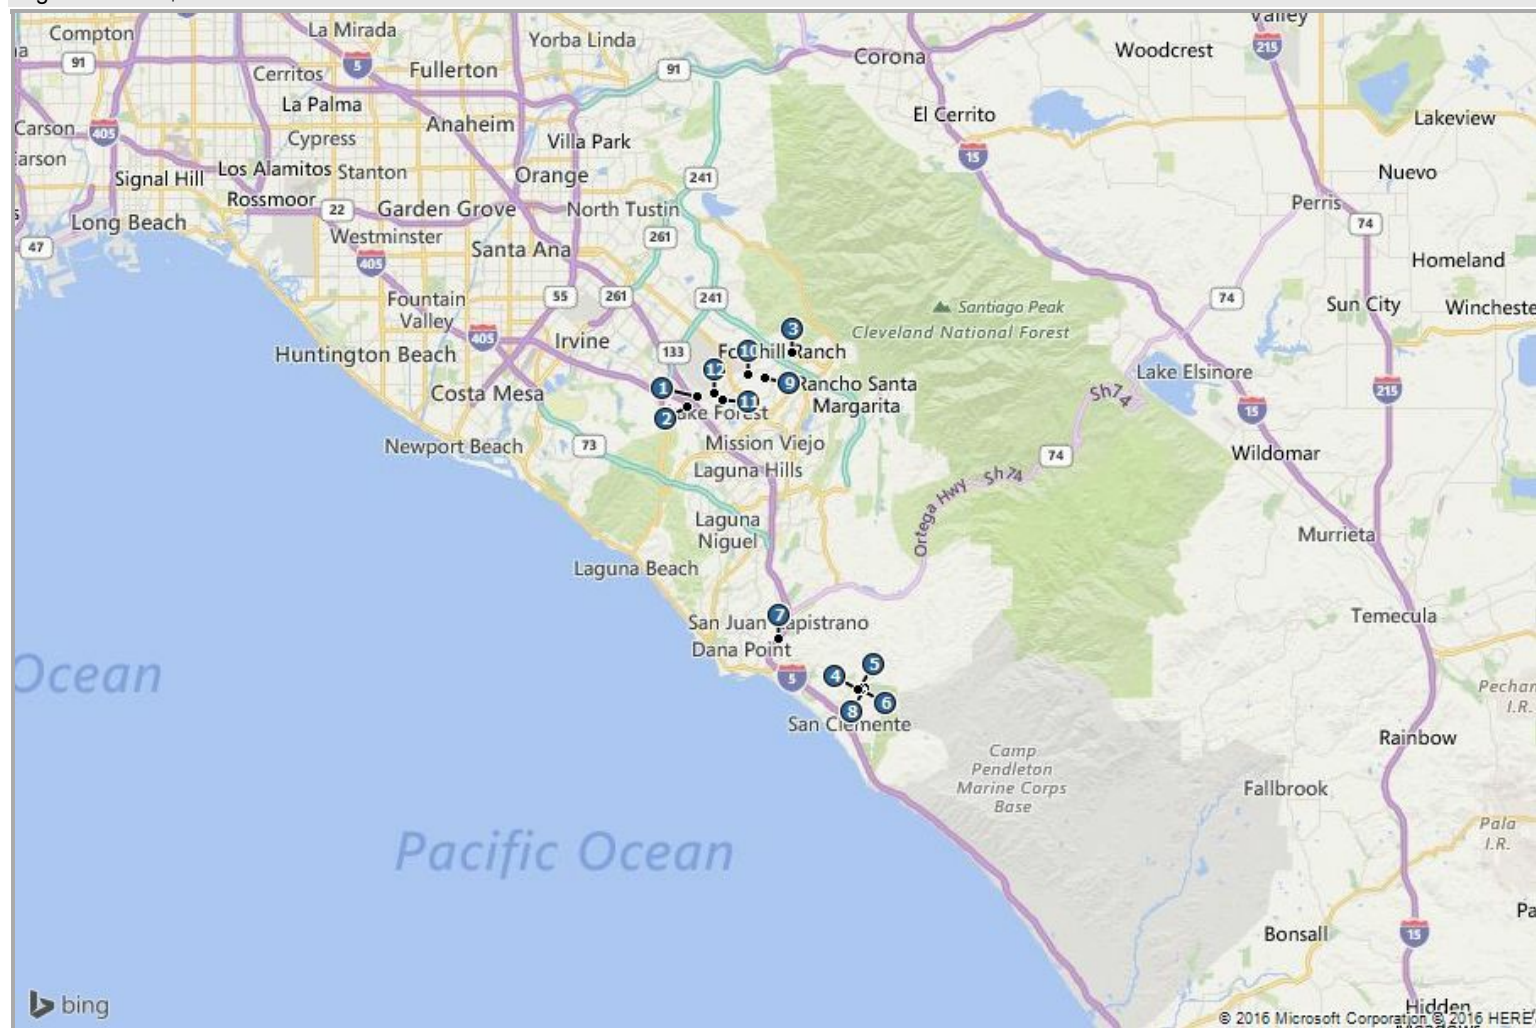 Valley
Compton
La Mirada
Yorba Linda
91
5
Cerritos
Fullerton
91
Corona
Woodcrest
215
La Palma
Carson
405
Cypress
Anaheim
Villa Park
El Cerrito
Lakeview
15
Signal Hill
Los Alamitos
Stanton
Orange
241
Nuevo
Rossmoor
22
Garden Grove
North Tustin
Perris
74
Long Beach
Westminster
261
47
405
Santa Ana
Homeland
Fountain
Valley
55
261
241
Santiago Peak
Cleveland National Forest
74
Sun City
405
Huntington Beach
Irvine
133
3
10
12
1
2
9
11
Rancho Santa
Margarita
Lake Elsinore
Sh74
215
15
Costa Mesa
Newport Beach
73
Mission Viejo
Laguna Hills
74
Sh74
Ortega Hwy
Wildomar
Laguna
Niguel
Murrieta
Laguna Beach
7
San Juan
Dana Point
Temecula
5
4
5
6
8
San Clemente
Ocean
I.R.
Rainbow
Camp
Pendleton
Marine Corps
Base
Fallbrook
Pacific Ocean
Pala
I.R.
Bonsall
15
bing
Hidden
© 2016 Microsoft Corporation © 2016 HERE